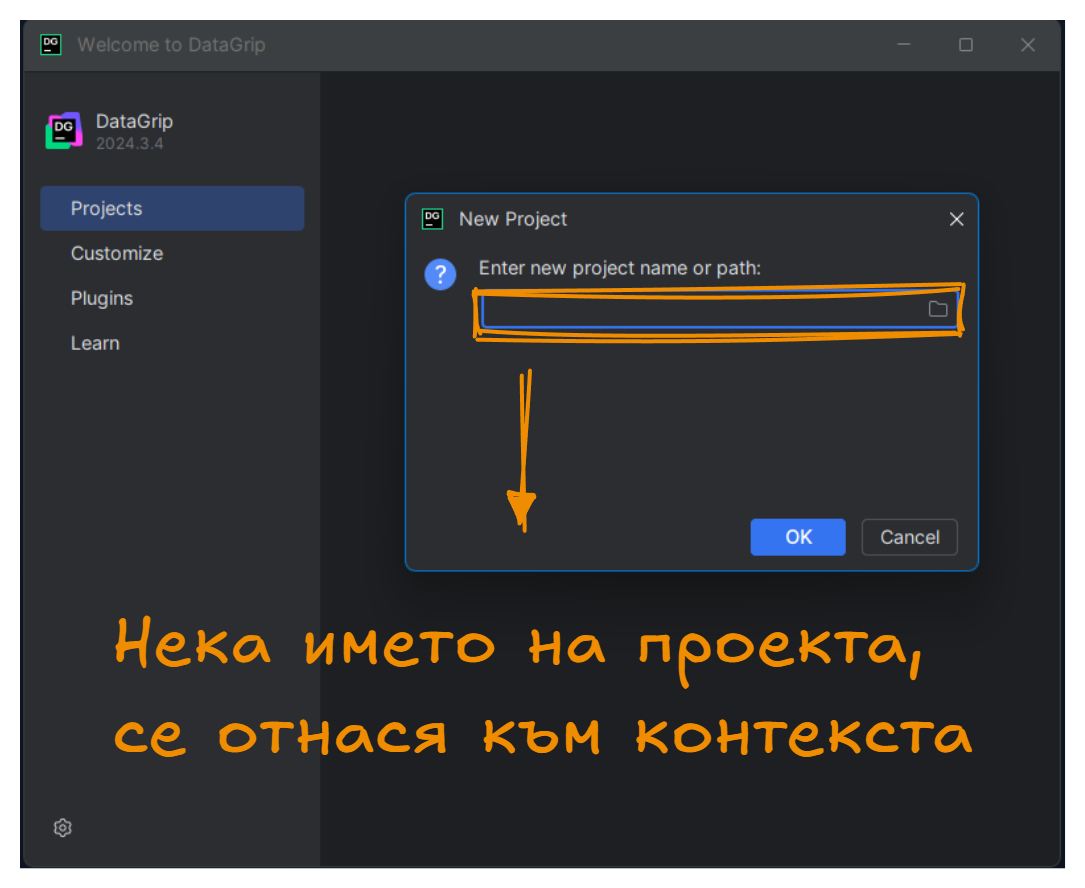 DG Welcome to DataGrip
DG DataGrip
2024.3.4
Projects
Customize
Plugins
Learn
DG New Project
? Enter new project name or path:
OK Cancel
Нека името на проекта,
се отнася към контекста